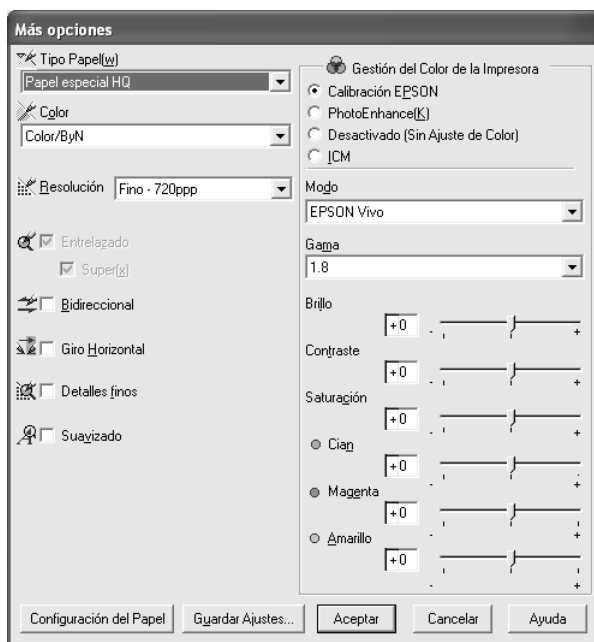 Más opciones
Tipo Papel(w)
Papel especial HQ
Color
Color/ByN
Resolución Fino - 720ppp
Entrelazado
Super(x)
Bidireccional
Giro Horizontal
Detalles finos
Suavizado
Gestión del Color de la Impresora
Calibración EPSON
PhotoEnhance(K)
Desactivado (Sin Ajuste de Color)
ICM
Modo
EPSON Vivo
Gama
1.8
Brillo
+0 - +
Contraste
+0 - +
Saturación
+0 - +
Cian
+0 - +
Magenta
+0 - +
Amarillo
+0 - +
Configuración del Papel Guardar Ajustes... Aceptar Cancelar Ayuda